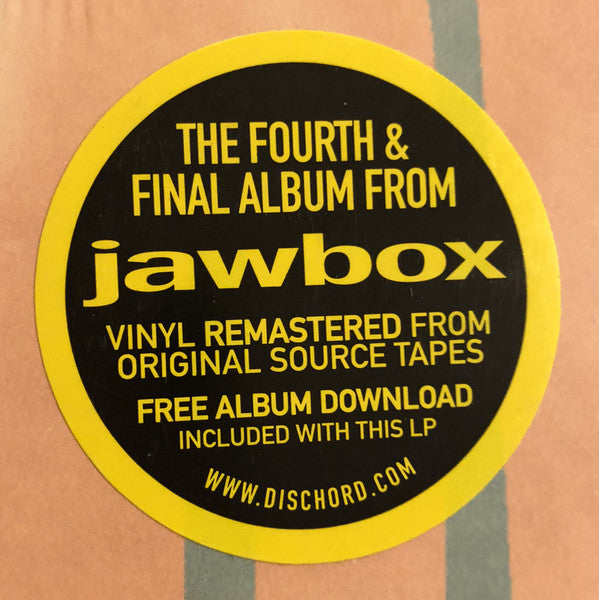 THE FOURTH &
FINAL ALBUM FROM
jawbox
VINYL REMASTERED FROM
ORIGINAL SOURCE TAPES
FREE ALBUM DOWNLOAD
INCLUDED WITH THIS LP
WWW.DISCHORD.COM